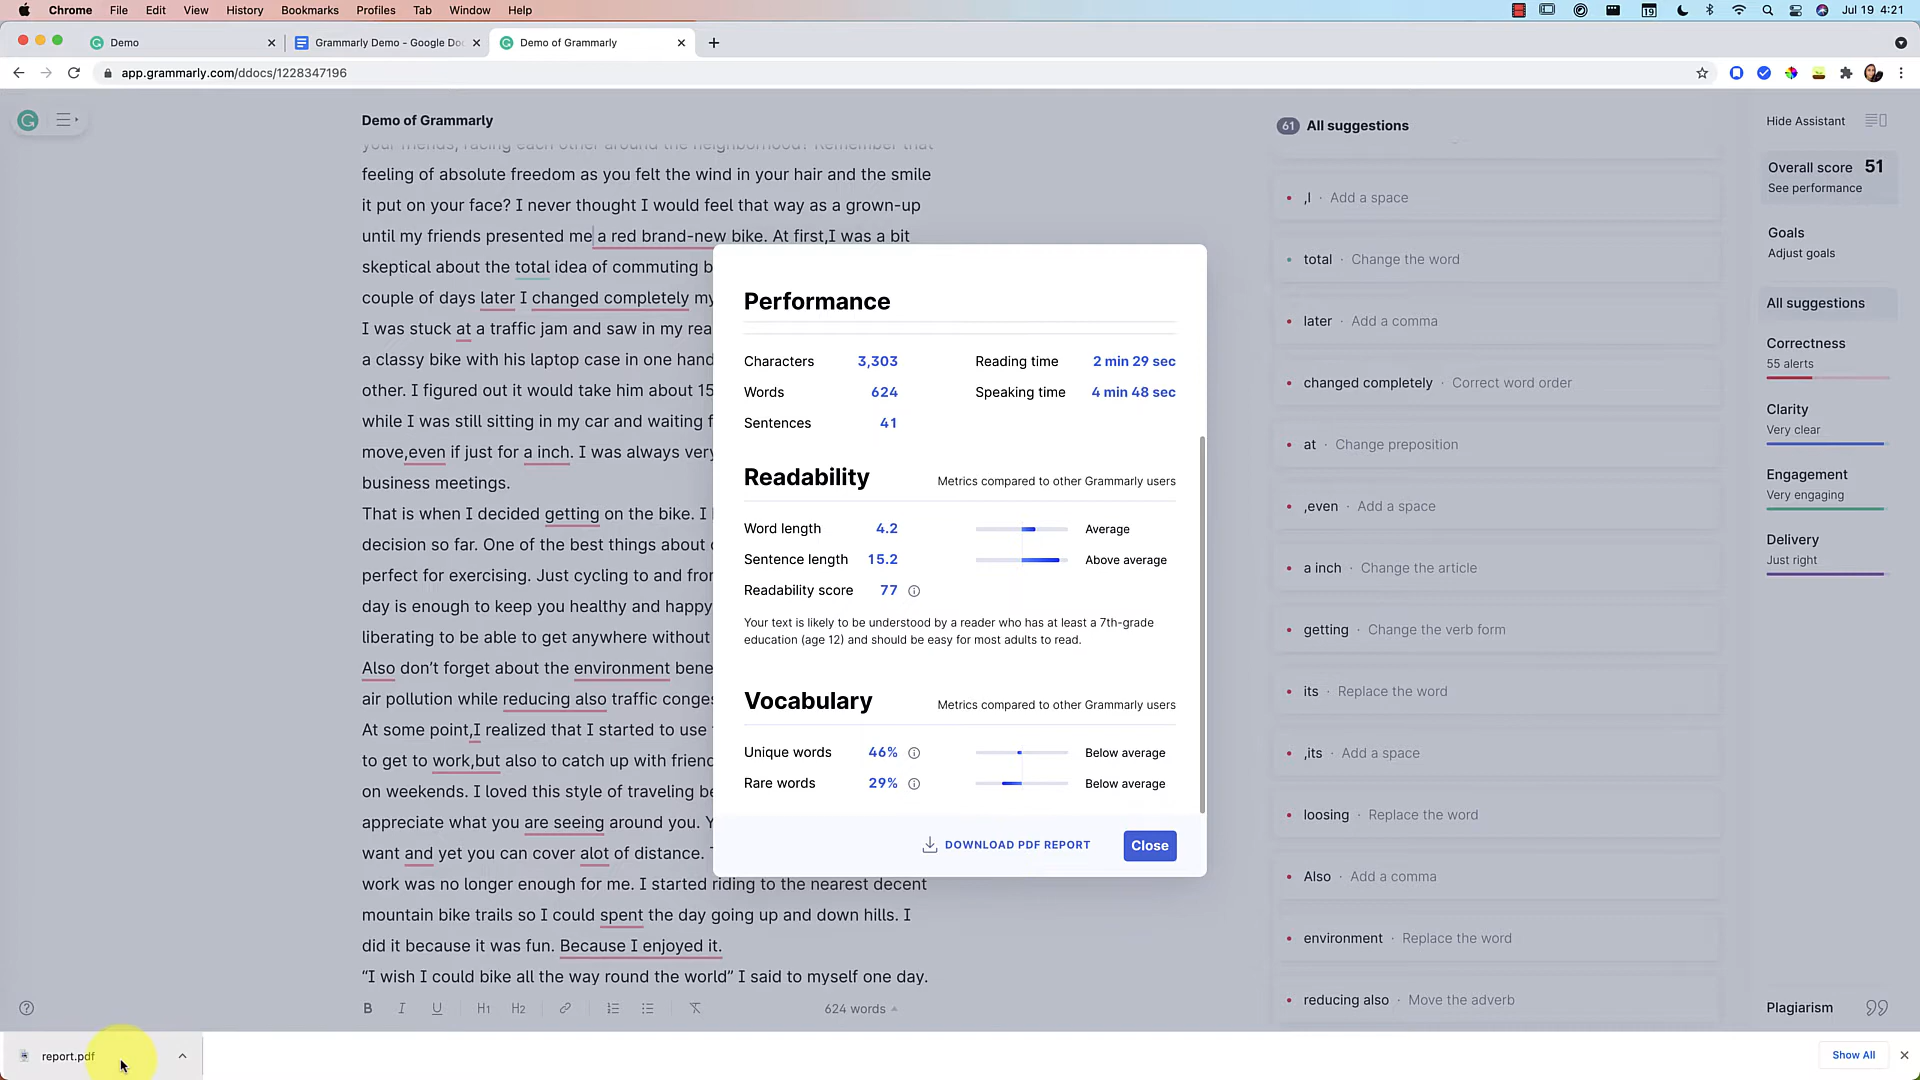 Chrome File Edit View History Bookmarks Profiles Tab Window Help
19
Jul 19 4:21
Demo
Grammarly Demo - Google Do
Demo of Grammarly
app.grammarly.com/ddocs/1228347196
Demo of Grammarly
your friends, racing each other around the neighborhood? Remember that
feeling of absolute freedom as you felt the wind in your hair and the smile
it put on your face? I never thought I would feel that way as a grown-up
until my friends presented me a red brand-new bike. At first,I was a bit
skeptical about the total idea of commuting b
couple of days later I changed completely my
I was stuck at a traffic jam and saw in my rea
a classy bike with his laptop case in one hand
other. I figured out it would take him about 15
while I was still sitting in my car and waiting f
move,even if just for a inch. I was always very
business meetings.
That is when I decided getting on the bike. I
decision so far. One of the best things about
perfect for exercising. Just cycling to and from
day is enough to keep you healthy and happy
liberating to be able to get anywhere without
Also don’t forget about the environment bene
air pollution while reducing also traffic conges
At some point,I realized that I started to use
to get to work,but also to catch up with friend
on weekends. I loved this style of traveling be
appreciate what you are seeing around you. Y
want and yet you can cover alot of distance.
work was no longer enough for me. I started riding to the nearest decent
mountain bike trails so I could spent the day going up and down hills. I
did it because it was fun. Because I enjoyed it.
“I wish I could bike all the way round the world” I said to myself one day.
B I U H1 H2
624 words
Performance
Characters 3,303 Reading time 2 min 29 sec
Words 624 Speaking time 4 min 48 sec
Sentences 41
Readability Metrics compared to other Grammarly users
Word length 4.2 Average
Sentence length 15.2 Above average
Readability score 77
Your text is likely to be understood by a reader who has at least a 7th-grade
education (age 12) and should be easy for most adults to read.
Vocabulary Metrics compared to other Grammarly users
Unique words 46% Below average
Rare words 29% Below average
DOWNLOAD PDF REPORT
Close
61 All suggestions
,I · Add a space
total · Change the word
later · Add a comma
changed completely · Correct word order
at · Change preposition
,even · Add a space
a inch · Change the article
getting · Change the verb form
its · Replace the word
,its · Add a space
loosing · Replace the word
Also · Add a comma
environment · Replace the word
reducing also · Move the adverb
Hide Assistant
Overall score 51
See performance
Goals
Adjust goals
All suggestions
Correctness
55 alerts
Clarity
Very clear
Engagement
Very engaging
Delivery
Just right
Plagiarism
report.pdf
Show All